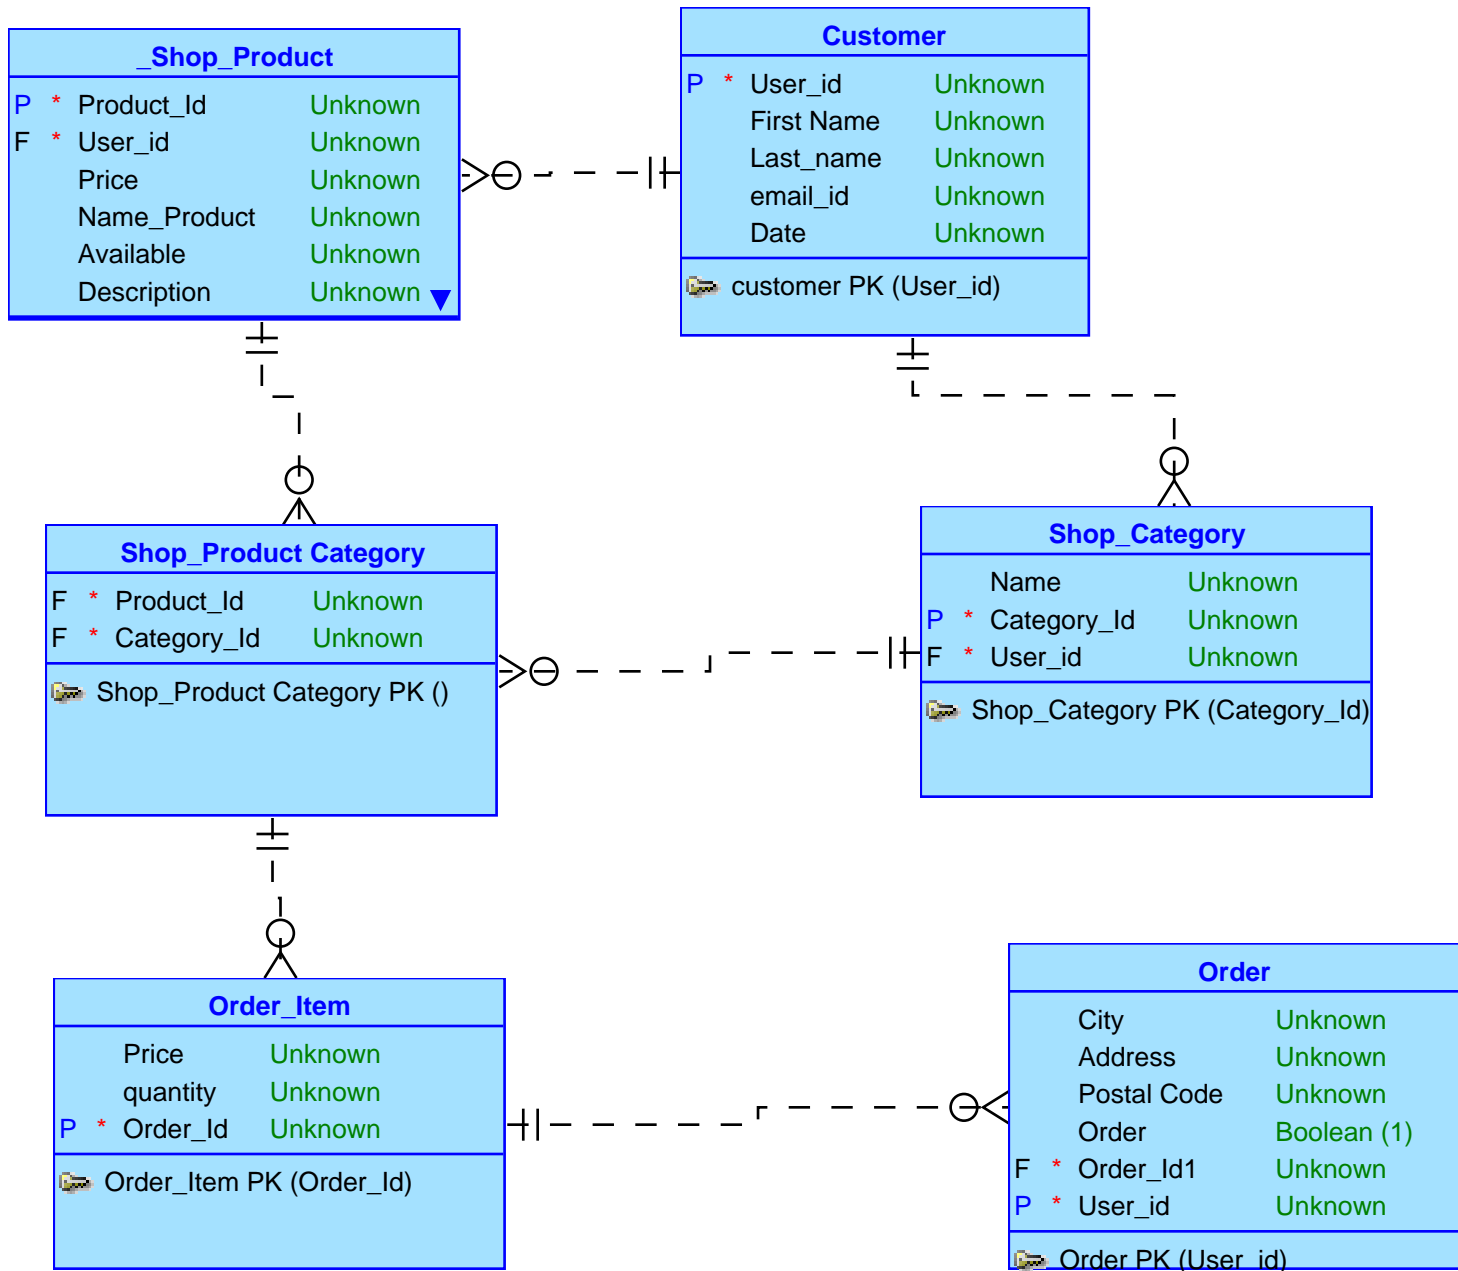 _Shop_Product
P * Product_Id Unknown
F * User_id Unknown
Price Unknown
Name_Product Unknown
Available Unknown
Description Unknown
Customer
P * User_id Unknown
First Name Unknown
Last_name Unknown
email_id Unknown
Date Unknown
customer PK (User_id)
Shop_Product Category
F * Product_Id Unknown
F * Category_Id Unknown
Shop_Product Category PK ()
Shop_Category
Name Unknown
P * Category_Id Unknown
F * User_id Unknown
Shop_Category PK (Category_Id)
Order_Item
Price Unknown
quantity Unknown
P * Order_Id Unknown
Order_Item PK (Order_Id)
Order
City Unknown
Address Unknown
Postal Code Unknown
Order Boolean (1)
F * Order_Id1 Unknown
P * User_id Unknown
Order PK (User_id)